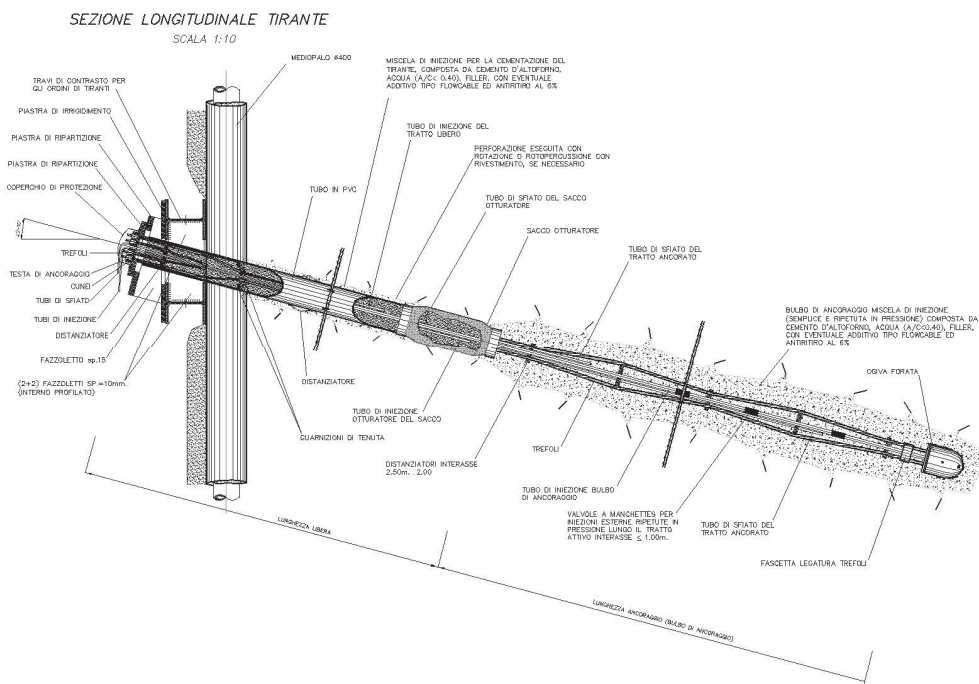 SEZIONE LONGITUDINALE TIRANTE
SCALA 1:10
MEDIOPALO ø400
MISCELA DI INIEZIONE PER LA CEMENTAZIONE DEL
TIRANTE, COMPOSTA DA CEMENTO D'ALTOFORNO,
ACQUA (A/C< 0.40), FILLER, CON EVENTUALE
ADDITIVO TIPO FLOWCABLE ED ANTIRITIRO AL 6%
TRAVI DI CONTRASTO PER
GLI ORDINI DI TIRANTI
PIASTRA DI IRRIGIDIMENTO
PIASTRA DI RIPARTIZIONE
PIASTRA DI RIPARTIZIONE
COPERCHIO DI PROTEZIONE
TREFOLI
TESTA DI ANCORAGGIO
CUNEI
TUBI DI SFIATO
TUBI DI INIEZIONE
DISTANZIATORE
FAZZOLETTO sp.15
(2+2) FAZZOLETTI SP.=10mm.
(INTERNO PROFILATO)
TUBO DI INIEZIONE DEL
TRATTO LIBERO
PERFORAZIONE ESEGUITA CON
ROTAZIONE O ROTOPERCUSSIONE CON
RIVESTIMENTO, SE NECESSARIO
TUBO IN PVC
TUBO DI SFIATO DEL SACCO
OTTURATORE
SACCO OTTURATORE
TUBO DI SFIATO DEL
TRATTO ANCORATO
BULBO DI ANCORAGGIO MISCELA DI INIEZIONE
(SEMPLICE E RIPETUTA IN PRESSIONE) COMPOSTA DA
CEMENTO D'ALTOFORNO, ACQUA (A/C<0.40), FILLER,
CON EVENTUALE ADDITIVO TIPO FLOWCABLE ED
ANTIRITIRO AL 6%
OGIVA FORATA
DISTANZIATORE
TUBO DI INIEZIONE
OTTURATORE DEL SACCO
GUARNIZIONI DI TENUTA
DISTANZIATORI INTERASSE
2.50m. 2.00
TREFOLI
TUBO DI INIEZIONE BULBO
DI ANCORAGGIO
VALVOLE A MANCHETTES PER
INIEZIONI ESTERNE RIPETUTE IN
PRESSIONE LUNGO IL TRATTO
ATTIVO INTERASSE ≤ 1.00m.
TUBO DI SFIATO DEL
TRATTO ANCORATO
FASCETTA LEGATURA TREFOLI
LUNGHEZZA LIBERA
LUNGHEZZA ANCORAGGIO (BULBO DI ANCORAGGIO)